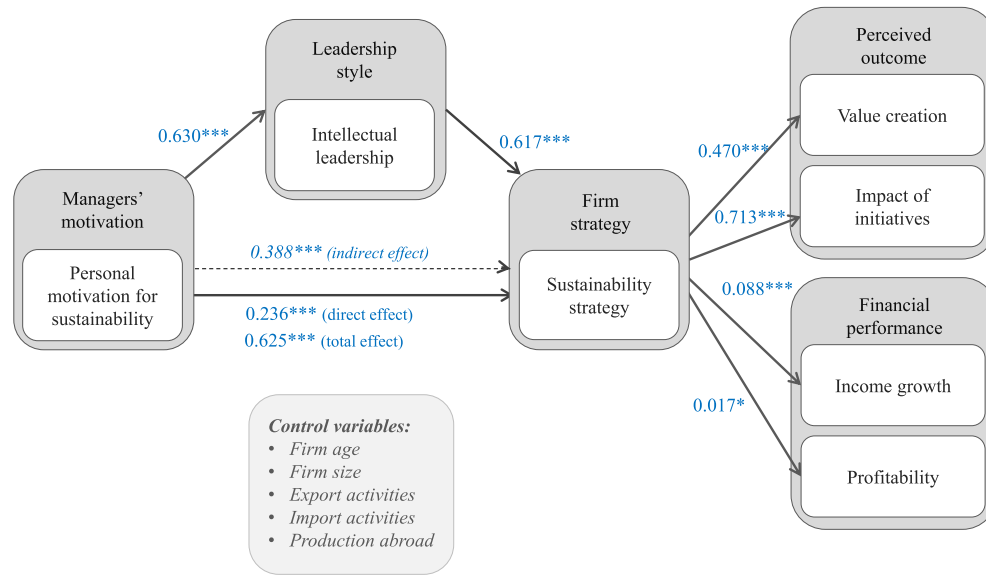 Leadership
style
Intellectual
leadership
0.630***
0.617***
Managers’
motivation
Personal
motivation for
sustainability
0.388*** (indirect effect)
0.236*** (direct effect)
0.625*** (total effect)
Firm
strategy
Sustainability
strategy
0.470***
0.713***
0.088***
0.017*
Perceived
outcome
Value creation
Impact of
initiatives
Financial
performance
Income growth
Profitability
Control variables:
• Firm age
• Firm size
• Export activities
• Import activities
• Production abroad